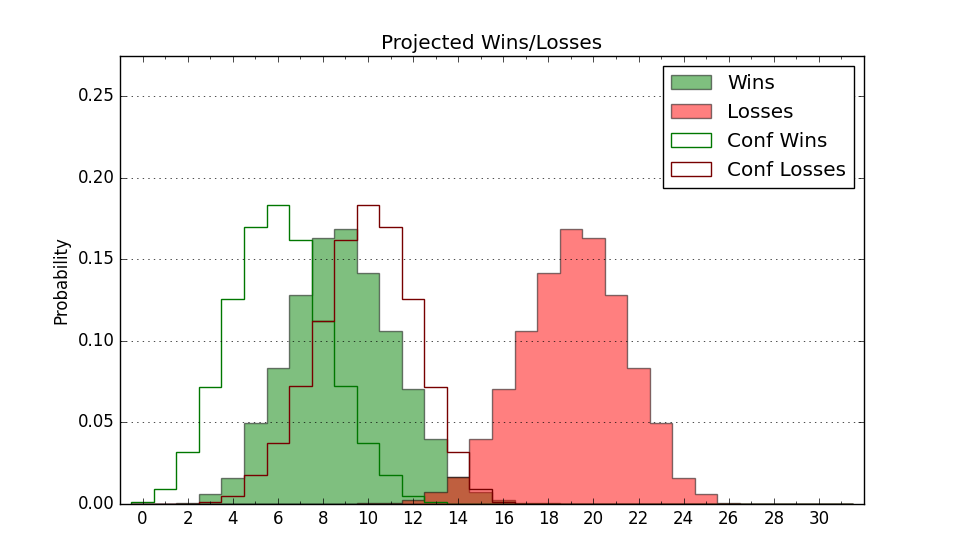 Projected Wins/Losses
Wins
Losses
Conf Wins
Conf Losses
Probability
0.25
0.20
0.15
0.10
0.05
0.00
0 2 4 6 8 10 12 14 16 18 20 22 24 26 28 30